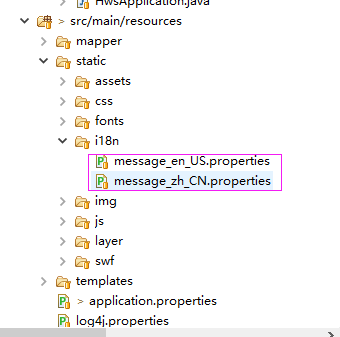 HwsApplication.java
src/main/resources
mapper
static
assets
css
fonts
i18n
message_en_US.properties
message_zh_CN.properties
img
js
layer
swf
templates
> application.properties
log4j.properties